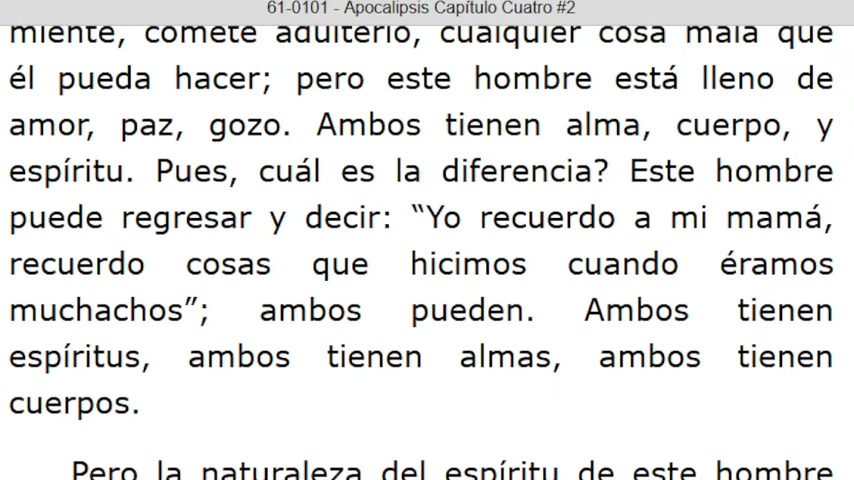 61-0101 - Apocalipsis Capítulo Cuatro #2
miente, comete adulterio, cualquier cosa mala que
él pueda hacer; pero este hombre está lleno de
amor, paz, gozo. Ambos tienen alma, cuerpo, y
espíritu. Pues, cuál es la diferencia? Este hombre
puede regresar y decir: “Yo recuerdo a mi mamá,
recuerdo cosas que hicimos cuando éramos
muchachos”; ambos pueden. Ambos tienen
espíritus, ambos tienen almas, ambos tienen
cuerpos.
Pero la naturaleza del espíritu de este hombre